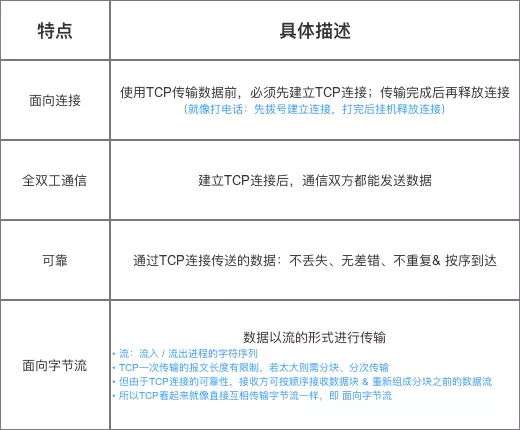 特点
具体描述
面向连接
使用TCP传输数据前，必须先建立TCP连接；传输完成后再释放连接
（就像打电话：先拨号建立连接，打完后挂机释放连接）
全双工通信
建立TCP连接后，通信双方都能发送数据
可靠
通过TCP连接传送的数据：不丢失、无差错、不重复& 按序到达
面向字节流
数据以流的形式进行传输
• 流：流入 / 流出进程的字符序列
• TCP一次传输的报文长度有限制，若太大则需分块、分次传输
• 但由于TCP连接的可靠性，接收方可按顺序接收数据块 & 重新组成分块之前的数据流
• 所以TCP看起来就像直接互相传输字节流一样，即 面向字节流